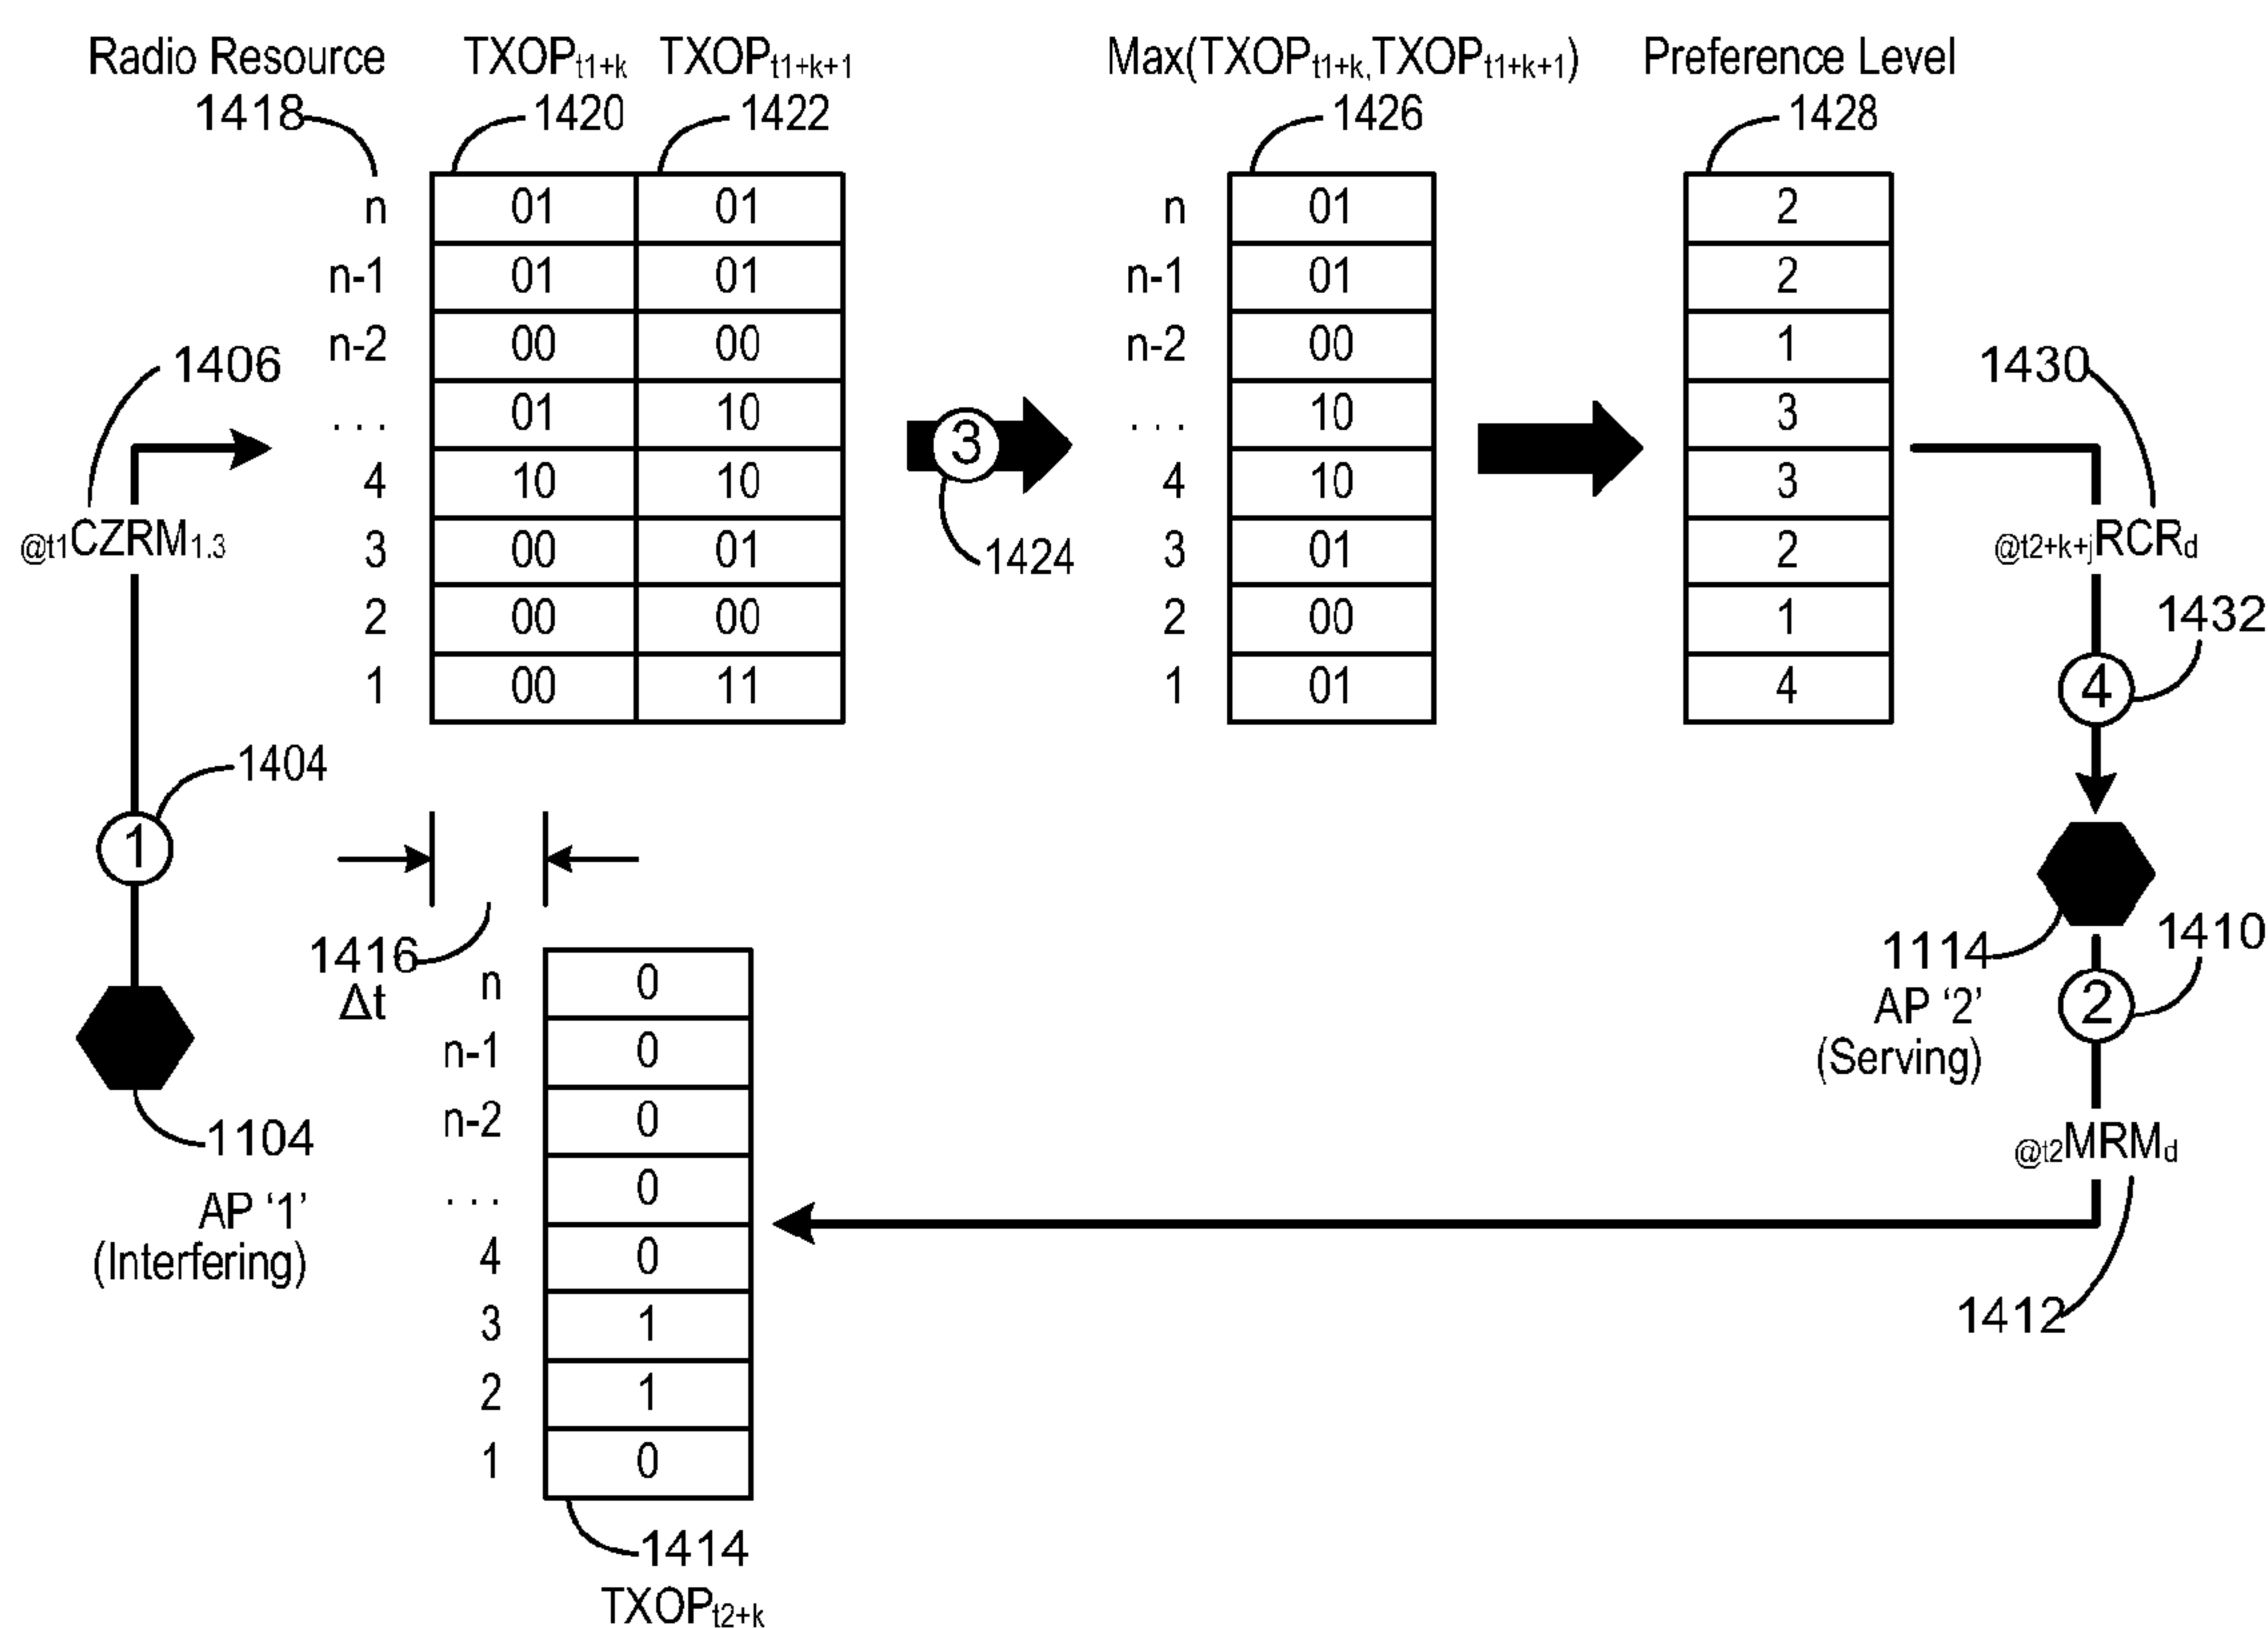 Radio Resource TXOPt1+k TXOPt1+k+1 Max(TXOPt1+k,TXOPt1+k+1) Preference Level
1418 1420 1422 1426 1428
n 01 01 n 01 2
n-1 01 01 n-1 01 2
n-2 00 00 n-2 00 1
1406 1430
... 01 10 ... 10 3
3
4 10 10 4 10 3
@t1CZRM1.3 3 00 01 1424 3 01 2 @t2+k+jRCRd
2 00 00 2 00 1 1432
1 00 11 1 01 4 4
1404
1
1416 1114 1410
Δt AP ‘2’ 2
(Serving)
n 0
n-1 0
n-2 0
1104 @t2MRMd
AP ‘1’ ... 0
(Interfering) 4 0
3 1 1412
2 1
1 0
1414
TXOPt2+k